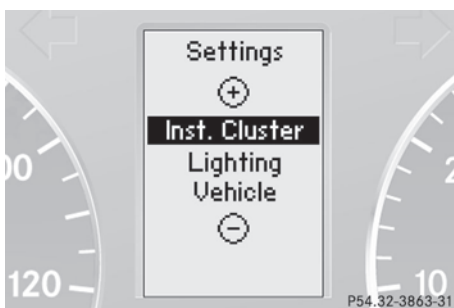 Settings
+
Inst. Cluster
Lighting
Vehicle
−
120
10
P54.32-3863-31